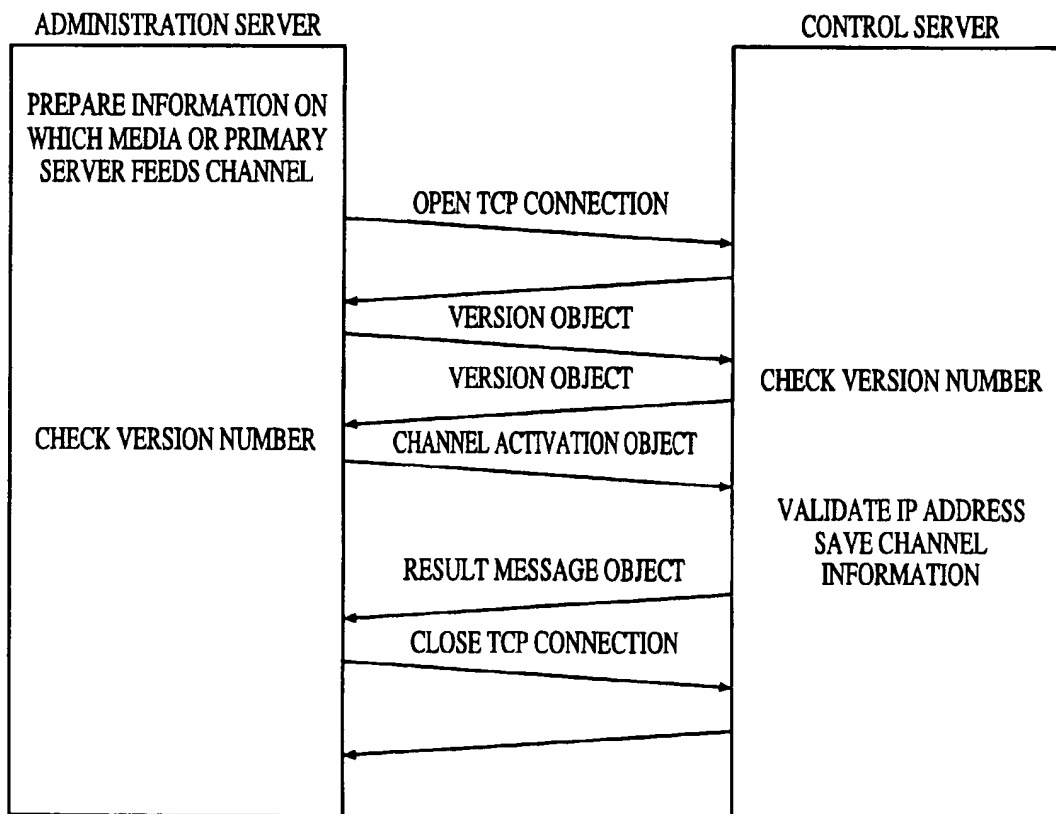 ADMINISTRATION SERVER
CONTROL SERVER
PREPARE INFORMATION ON
WHICH MEDIA OR PRIMARY
SERVER FEEDS CHANNEL
OPEN TCP CONNECTION
VERSION OBJECT
VERSION OBJECT
CHECK VERSION NUMBER
CHECK VERSION NUMBER
CHANNEL ACTIVATION OBJECT
VALIDATE IP ADDRESS
SAVE CHANNEL
INFORMATION
RESULT MESSAGE OBJECT
CLOSE TCP CONNECTION